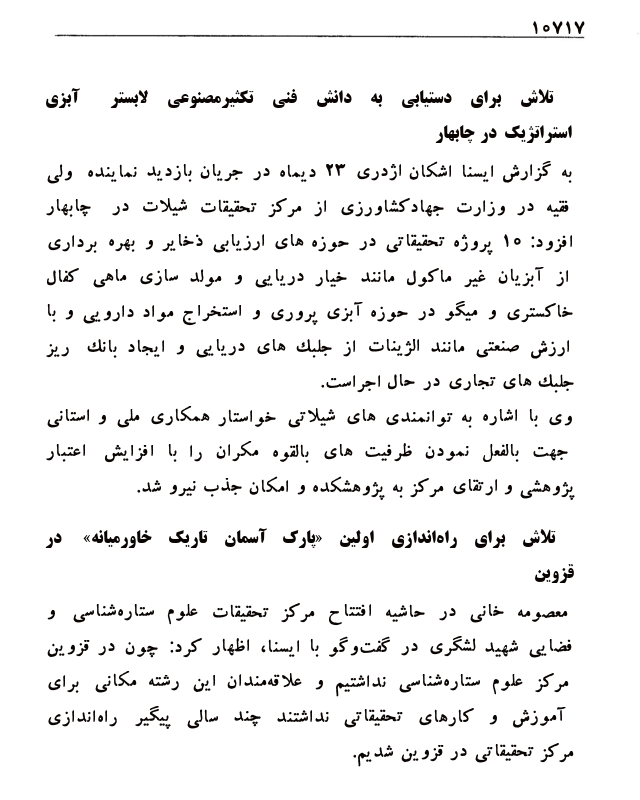 ۱۰۷۱۷
تلاش برای دستیابی به دانش فنی تکثیرمصنوعی لابستر آبزی
استراتژیک در چابهار
به گزارش ایسنا اشکان اژدری ۲۳ دیماه در جریان بازدید نماینده ولی
فقیه در وزارت جهادکشاورزی از مرکز تحقیقات شیلات در چابهار
افزود: ۱۰ پروژه تحقیقاتی در حوزه های ارزیابی ذخایر و بهره برداری
از آبزیان غیر ماکول مانند خیار دریایی و مولد سازی ماهی کفال
خاکستری و میگو در حوزه آبزی پروری و استخراج مواد دارویی و با
ارزش صنعتی مانند الژینات از جلبك های دریایی و ایجاد بانك ریز
جلبك های تجاری در حال اجراست.
وی با اشاره به توانمندی های شیلاتی خواستار همکاری ملی و استانی
جهت بالفعل نمودن ظرفیت های بالقوه مکران را با افزایش اعتبار
پژوهشی و ارتقای مرکز به پژوهشکده و امکان جذب نیرو شد.
تلاش برای راه‌اندازی اولین «پارک آسمان تاریک خاورمیانه» در
قزوین
معصومه خانی در حاشیه افتتاح مرکز تحقیقات علوم ستاره‌شناسی و
فضایی شهید لشگری در گفت‌وگو با ایسنا، اظهار کرد: چون در قزوین
مرکز علوم ستاره‌شناسی نداشتیم و علاقه‌مندان این رشته مکانی برای
آموزش و کارهای تحقیقاتی نداشتند چند سالی پیگیر راه‌اندازی
مرکز تحقیقاتی در قزوین شدیم.